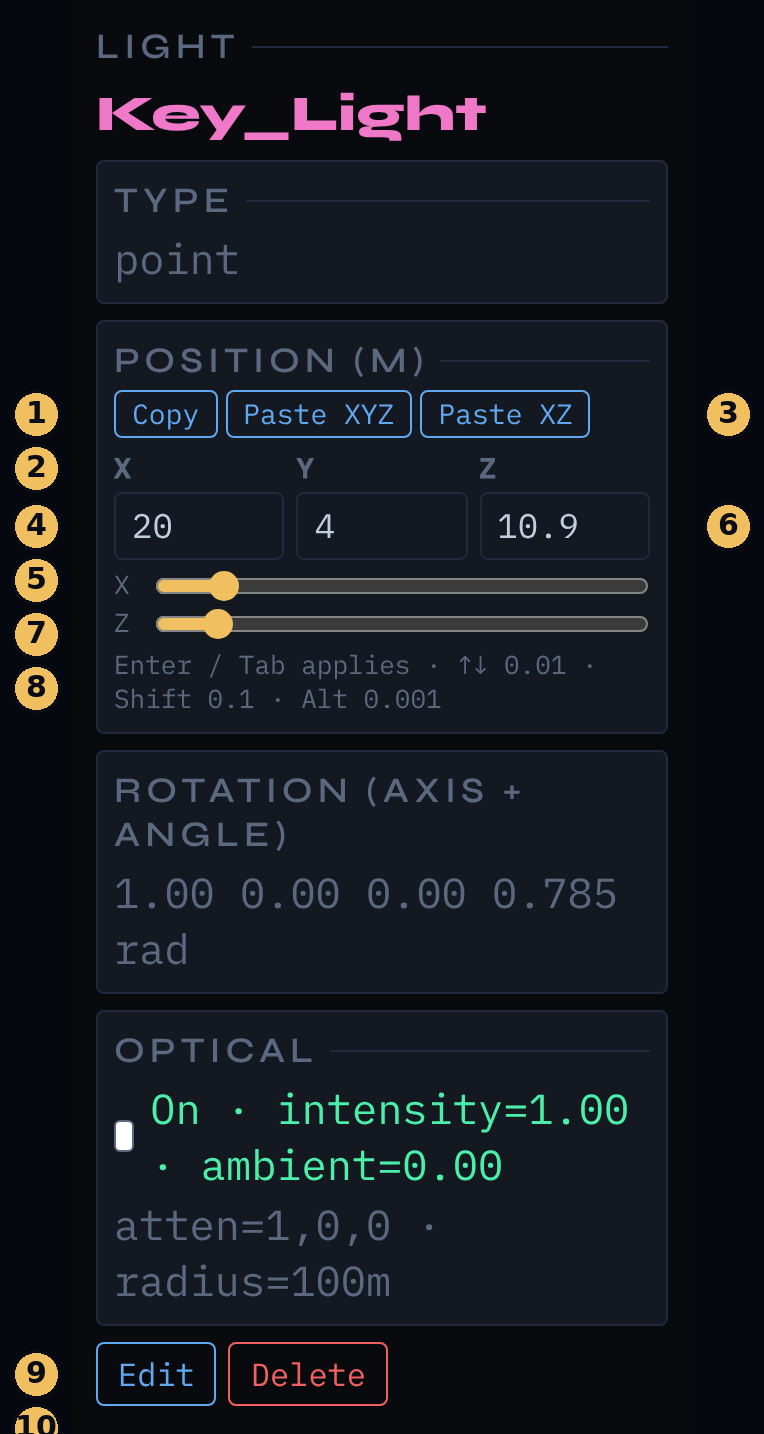 LIGHT
Key_Light
TYPE
point
POSITION (M)
1 Copy Paste XYZ Paste XZ 3
2 X Y Z
4 20 4 10.9 6
5 X
7 Z
Enter / Tab applies · ↑↓ 0.01 ·
8 Shift 0.1 · Alt 0.001
ROTATION (AXIS +
ANGLE)
1.00 0.00 0.00 0.785
rad
OPTICAL
On · intensity=1.00
· ambient=0.00
atten=1,0,0 ·
radius=100m
9 Edit Delete
10